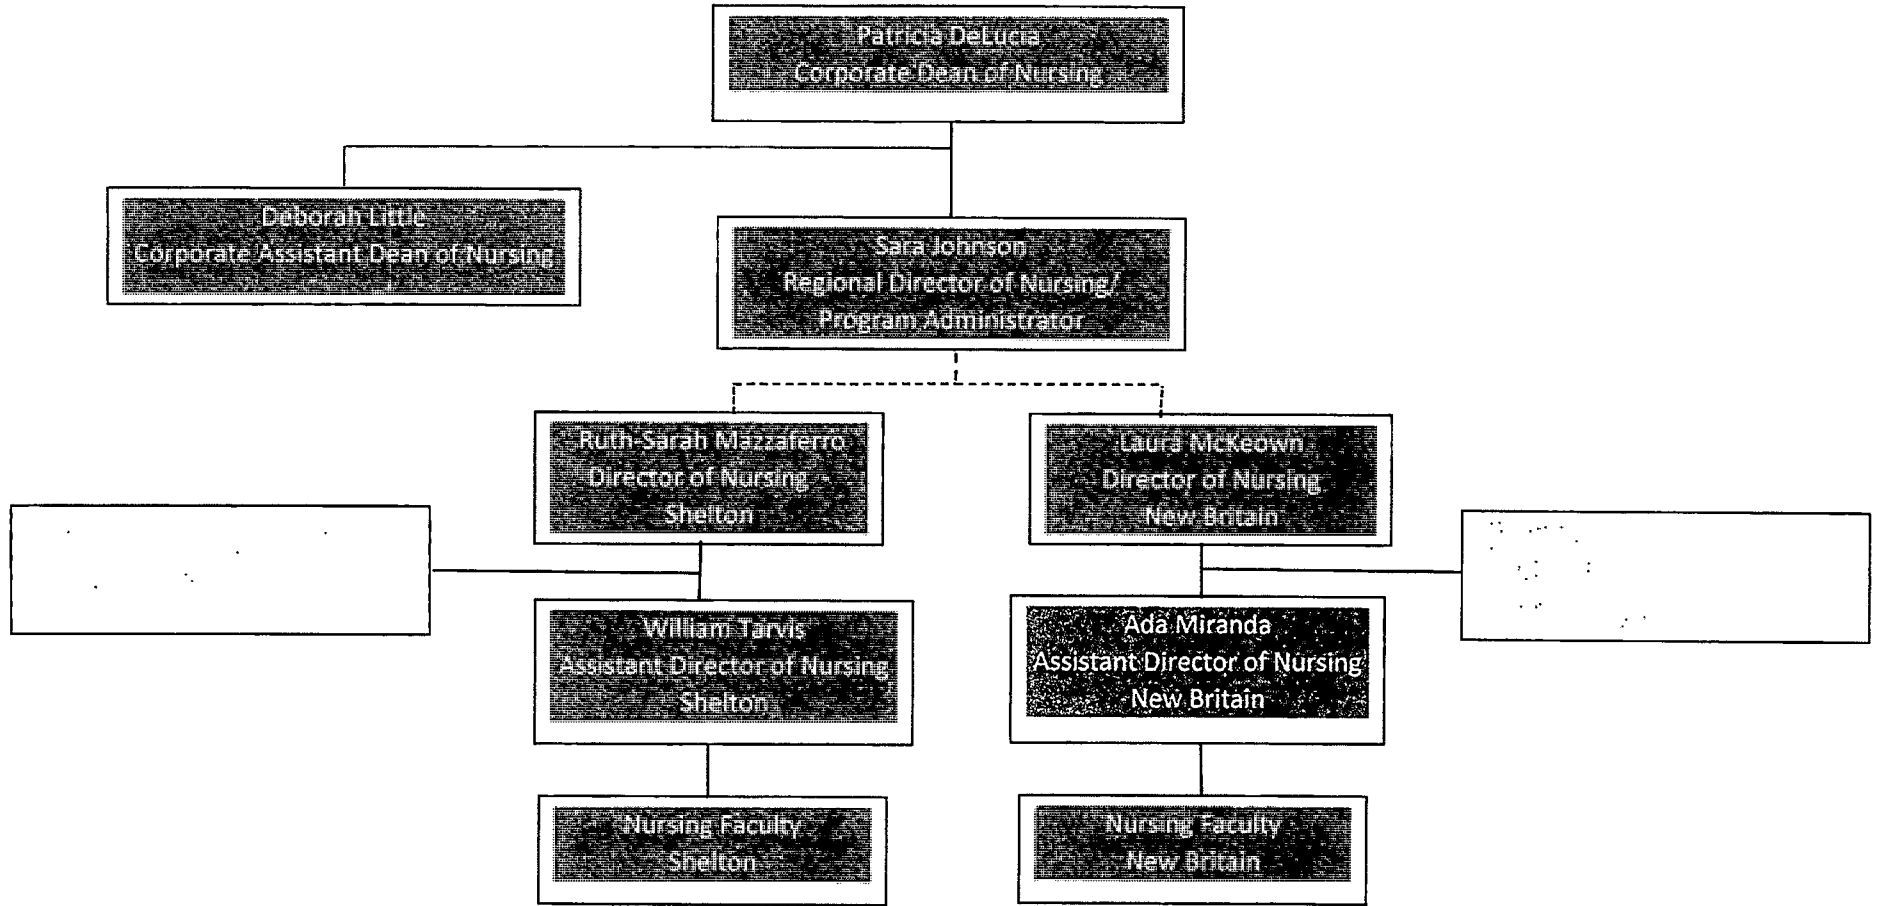 Patricia DeLucia
Corporate Dean of Nursing
Deborah Little
Corporate Assistant Dean of Nursing
Sara Johnson
Regional Director of Nursing/
Program Administrator
Ruth-Sarah Mazzaferro
Director of Nursing
Shelton
Laura McKeown
Director of Nursing
New Britain
William Tarvis
Assistant Director of Nursing
Shelton
Ada Miranda
Assistant Director of Nursing
New Britain
Nursing Faculty
Shelton
Nursing Faculty
New Britain